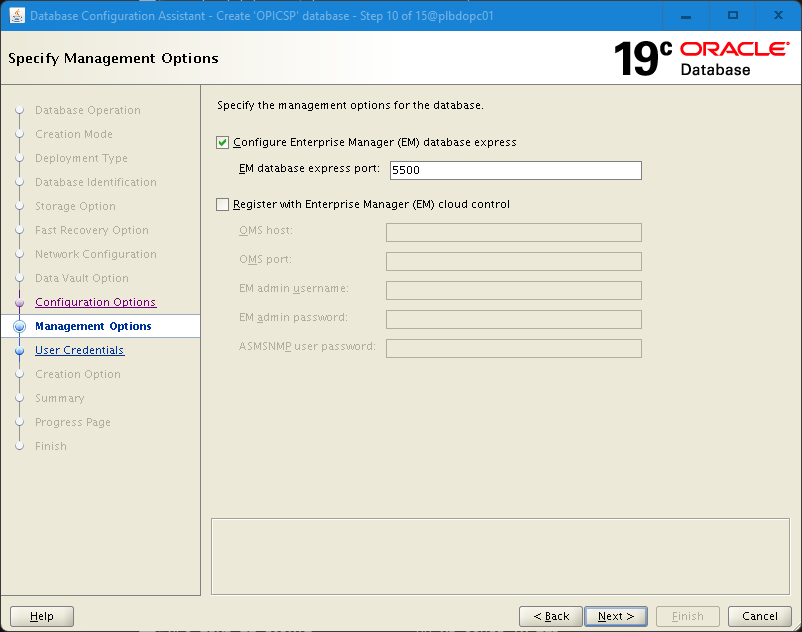 Database Configuration Assistant - Create 'OPICSP' database - Step 10 of 15@plbdopc01
Specify Management Options
19c ORACLE®
Database
Database Operation
Creation Mode
Deployment Type
Database Identification
Storage Option
Fast Recovery Option
Network Configuration
Data Vault Option
Configuration Options
Management Options
User Credentials
Creation Option
Summary
Progress Page
Finish
Specify the management options for the database.
Configure Enterprise Manager (EM) database express
EM database express port: 5500
Register with Enterprise Manager (EM) cloud control
OMS host:
OMS port:
EM admin username:
EM admin password:
ASMSNMP user password:
Help
< Back
Next >
Finish
Cancel